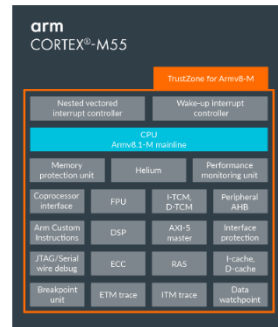 arm
CORTEX®-M55
TrustZone for Armv8-M
Nested vectored
interrupt controller
Wake-up interrupt
controller
CPU
Armv8.1-M mainline
Memory
protection unit
Helium
Performance
monitoring unit
Coprocessor
interface
FPU
I-TCM,
D-TCM
Peripheral
AHB
Arm Custom
Instructions
DSP
AXI-5
master
Interface
protection
JTAG/Serial
wire debug
ECC
RAS
I-cache,
D-cache
Breakpoint
unit
ETM trace
ITM trace
Data
watchpoint